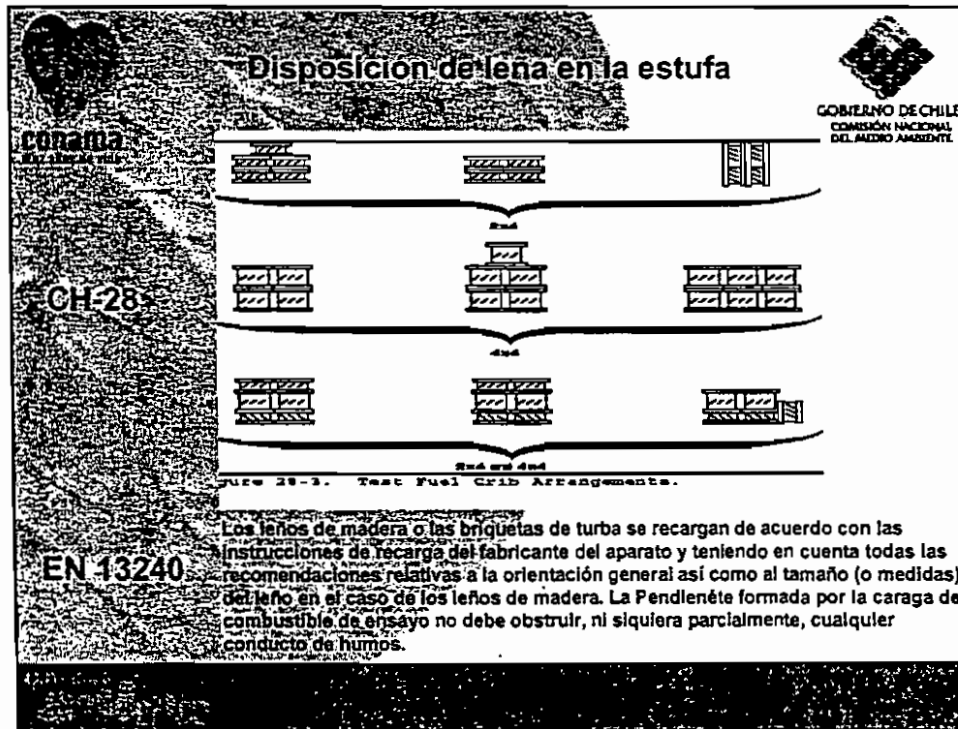 Disposicion de lena en la estufa
conama
GOBIERNO DE CHILE
COMISIÓN NACIONAL
DEL MEDIO AMBIENTE
2x4
CH-28
4x4
2x4 and 4x4
gure 28-3. Test Fuel Crib Arrangements.
EN 13240
Los leños de madera o las briquetas de turba se recargan de acuerdo con las
instrucciones de recarga del fabricante del aparato y teniendo en cuenta todas las
recomendaciones relativas a la orientación general así como al tamaño (o medidas)
del leño en el caso de los leños de madera. La Pendlenéte formada por la caraga de
combustible de ensayo no debe obstruir, ni siquiera parcialmente, cualquier
conducto de humos.